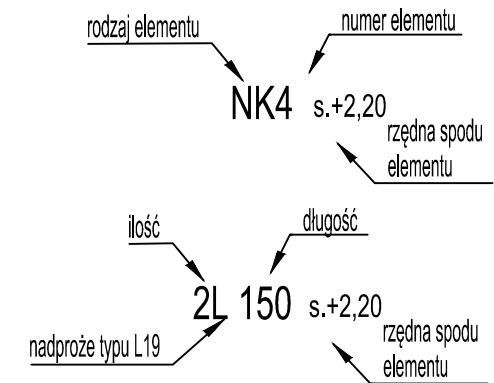 rodzaj elementu
numer elementu
NK4 s.+2,20
rzędna spodu
elementu
ilość
długość
2L 150 s.+2,20
nadproże typu L19
rzędna spodu
elementu